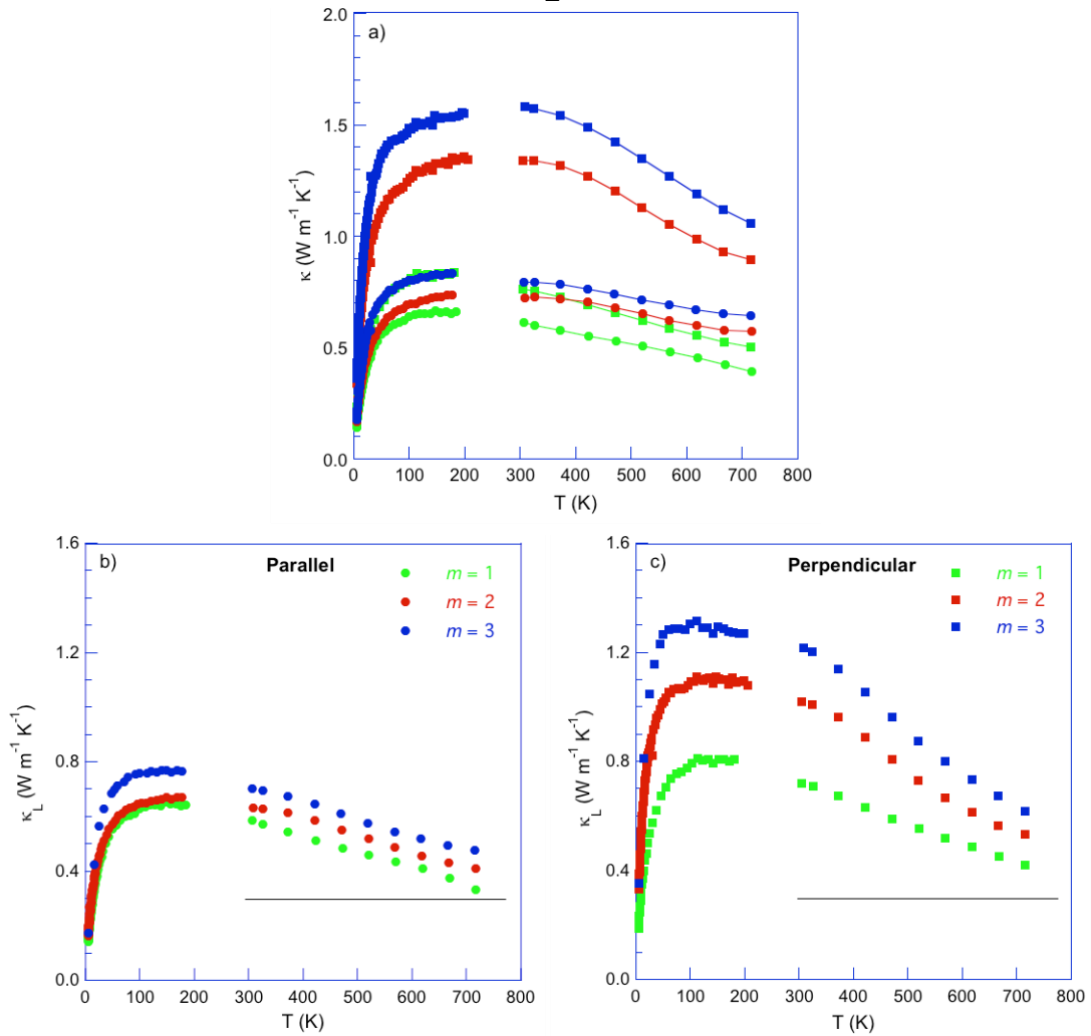 a)
2.0
1.5
1.0
0.5
0.0
κ (W m⁻¹ K⁻¹)
0 100 200 300 400 500 600 700 800
T (K)
b) Parallel
m = 1
m = 2
m = 3
1.6
1.2
0.8
0.4
0.0
κL (W m⁻¹ K⁻¹)
0 100 200 300 400 500 600 700 800
T (K)
c) Perpendicular
m = 1
m = 2
m = 3
1.6
1.2
0.8
0.4
0.0
κL (W m⁻¹ K⁻¹)
0 100 200 300 400 500 600 700 800
T (K)